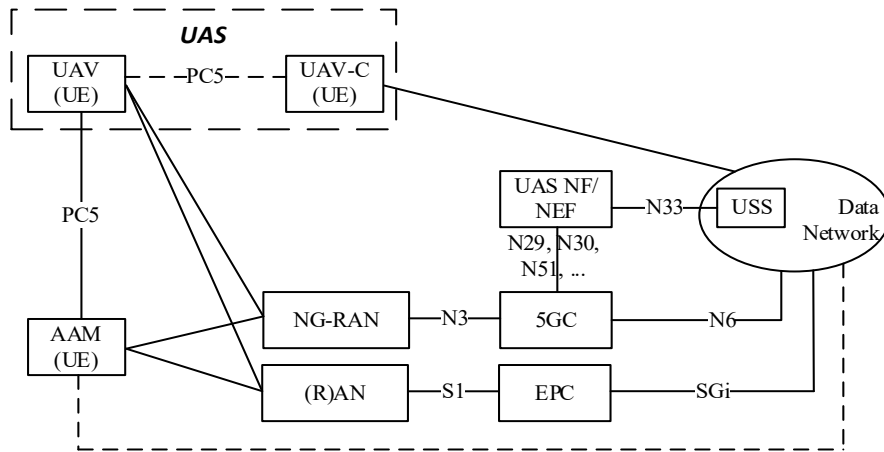 UAS
UAV
(UE)
PC5
UAV-C
(UE)
PC5
UAS NF/
NEF
N33
USS
Data
Network
N29, N30,
N51, ...
AAM
(UE)
NG-RAN
N3
5GC
N6
(R)AN
S1
EPC
SGi